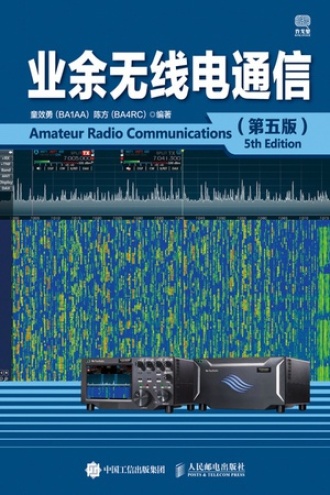 业余无线电通信
童效勇（BA1AA） 陈方（BA4RC）◎编著
（第五版）
Amateur Radio Communications
5th Edition
中国工信出版集团
人民邮电出版社
POSTS & TELECOM PRESS